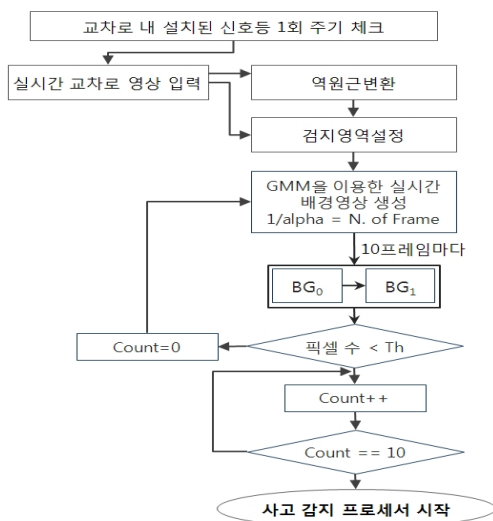 교차로 내 설치된 신호등 1회 주기 체크
실시간 교차로 영상 입력
역원근변환
검지영역설정
GMM을 이용한 실시간
배경영상 생성
1/alpha = N. of Frame
10프레임마다
BG₀
BG₁
Count=0
픽셀 수 < Th
Count++
Count == 10
사고 감지 프로세서 시작